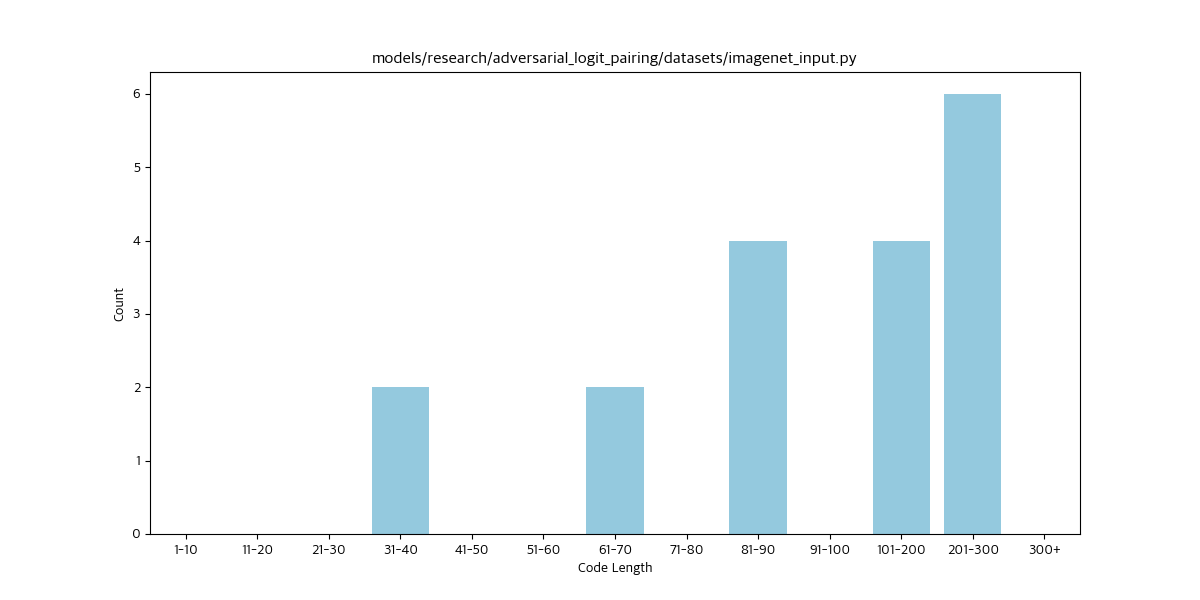 models/research/adversarial_logit_pairing/datasets/imagenet_input.py
Count
6
5
4
3
2
1
0
1-10 11-20 21-30 31-40 41-50 51-60 61-70 71-80 81-90 91-100 101-200 201-300 300+
Code Length